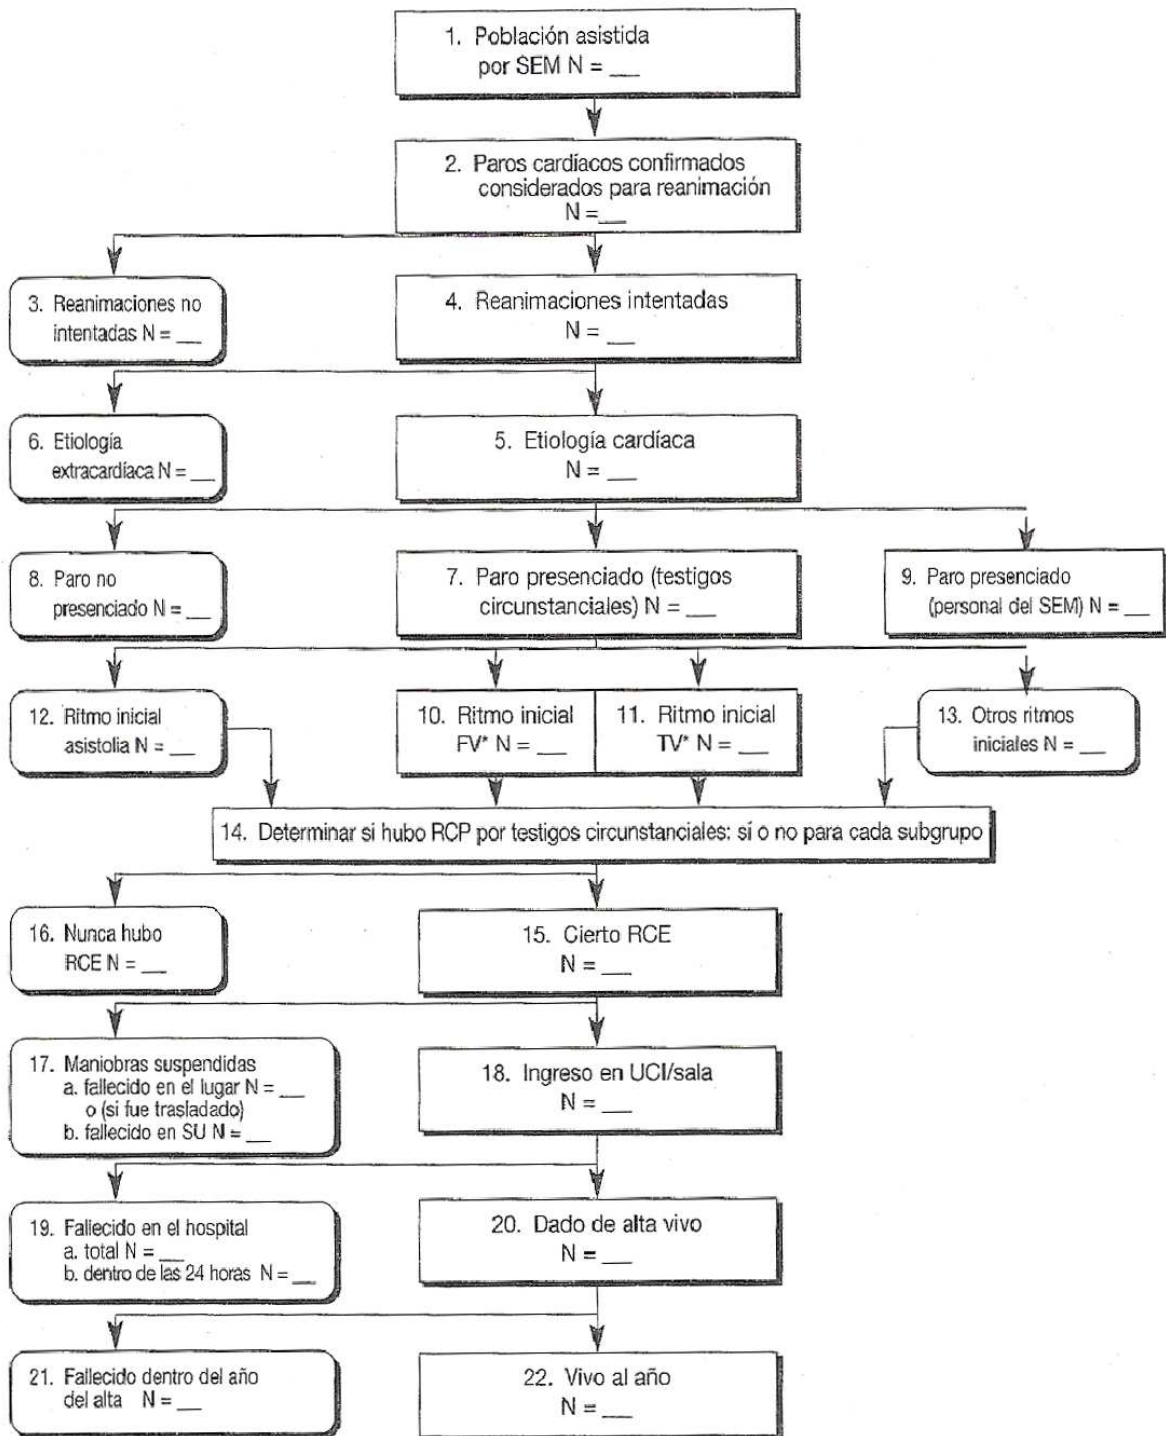 1. Población asistida
por SEM N = ___
2. Paros cardíacos confirmados
considerados para reanimación
N =___
3. Reanimaciones no
intentadas N = ___
4. Reanimaciones intentadas
N = ___
6. Etiología
extracardíaca N = ___
5. Etiología cardíaca
N = ___
8. Paro no
presenciado N = ___
7. Paro presenciado (testigos
circunstanciales) N = ___
9. Paro presenciado
(personal del SEM) N = ___
12. Ritmo inicial
asistolia N = ___
10. Ritmo inicial
FV* N = ___
11. Ritmo inicial
TV* N = ___
13. Otros ritmos
iniciales N = ___
14. Determinar si hubo RCP por testigos circunstanciales: sí o no para cada subgrupo
16. Nunca hubo
RCE N = ___
15. Cierto RCE
N = ___
17. Maniobras suspendidas
a. fallecido en el lugar N = ___
o (si fue trasladado)
b. fallecido en SU N = ___
18. Ingreso en UCI/sala
N = ___
19. Fallecido en el hospital
a. total N = ___
b. dentro de las 24 horas N = ___
20. Dado de alta vivo
N = ___
21. Fallecido dentro del año
del alta N = ___
22. Vivo al año
N = ___